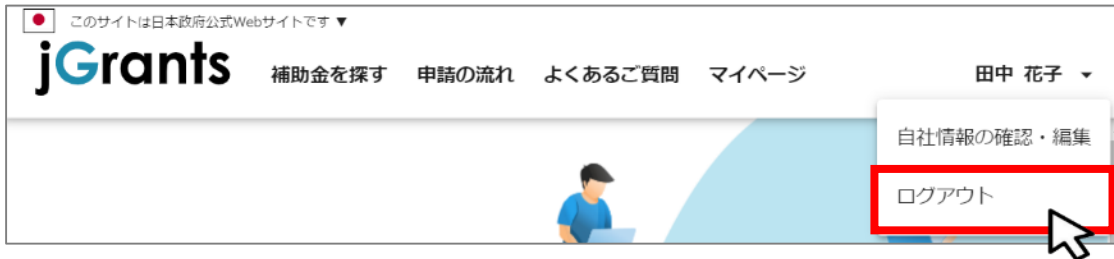 このサイトは日本政府公式Webサイトです ▼
jGrants 補助金を探す 申請の流れ よくあるご質問 マイページ 田中 花子 ▼
自社情報の確認・編集
ログアウト